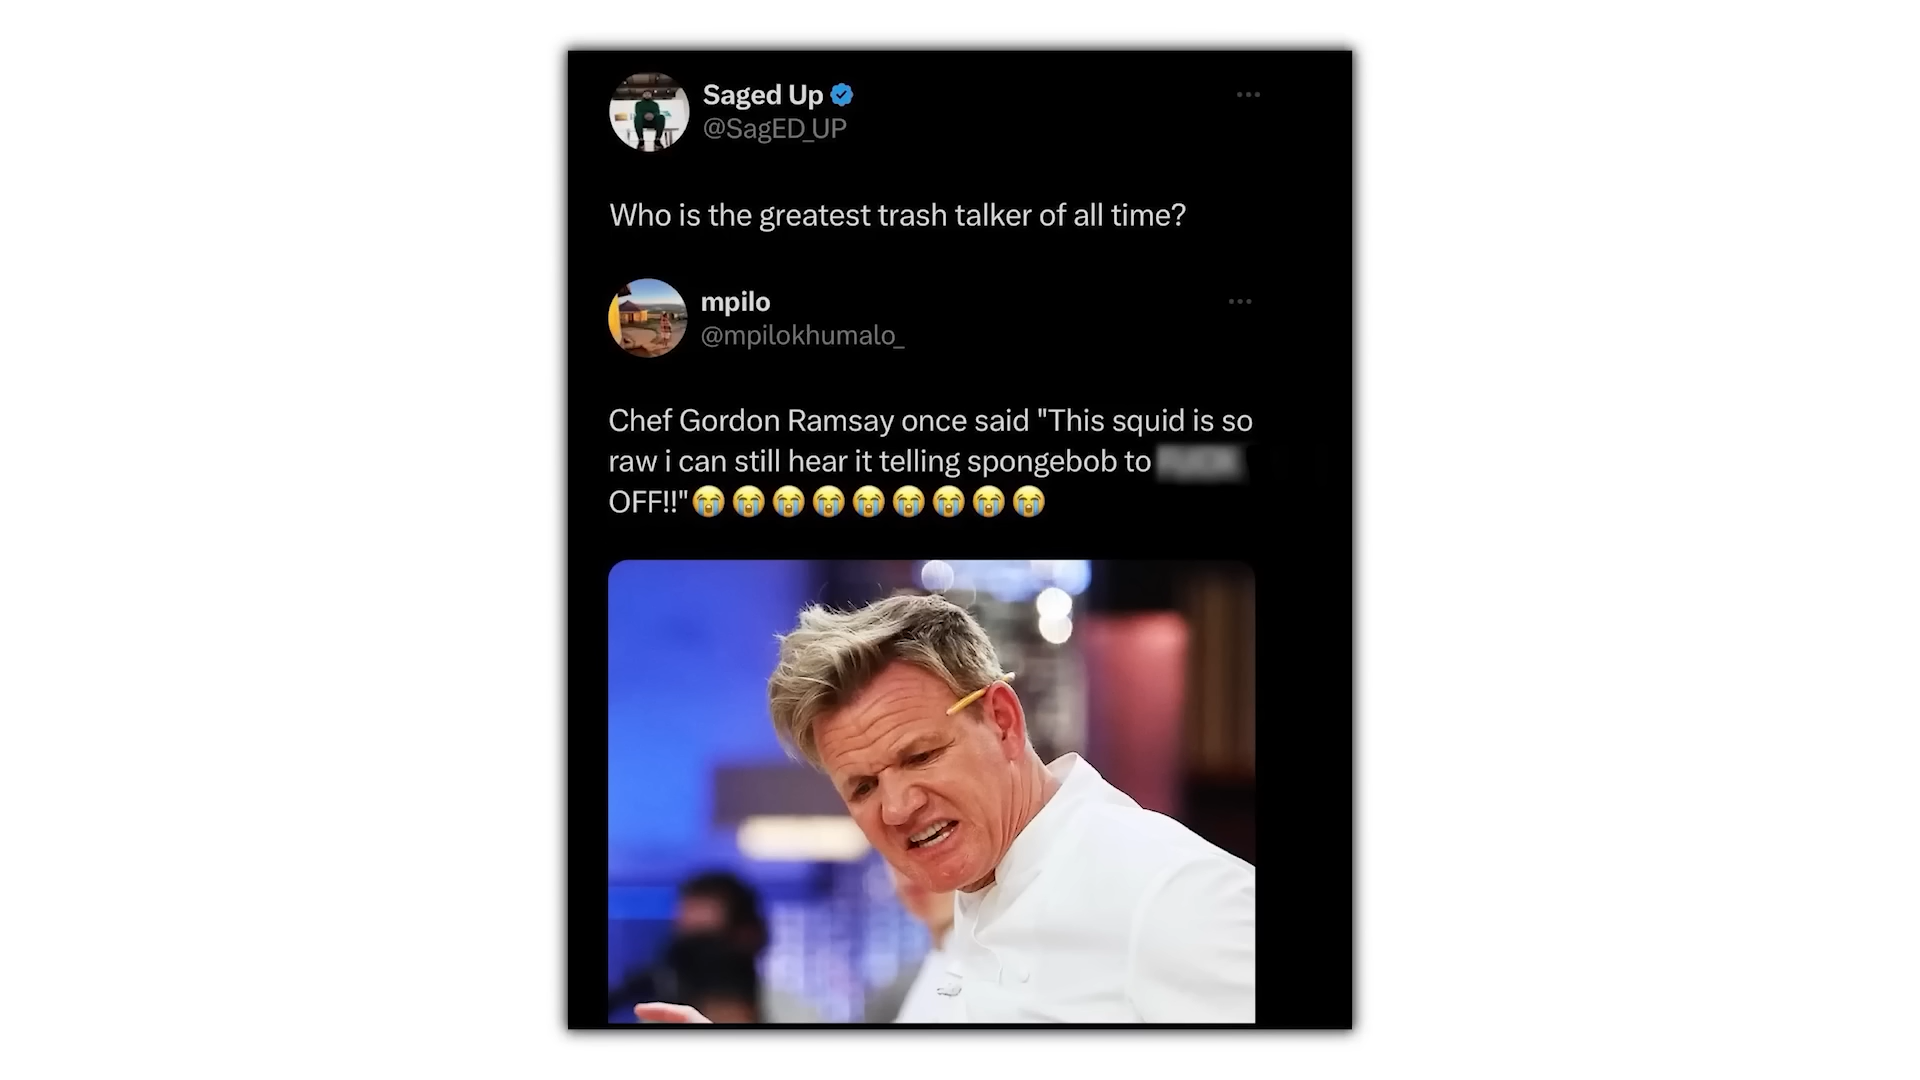 Saged Up
@SagED_UP
Who is the greatest trash talker of all time?
mpilo
@mpilokhumalo_
Chef Gordon Ramsay once said "This squid is so
raw i can still hear it telling spongebob to
OFF!!"😭😭😭😭😭😭😭😭😭